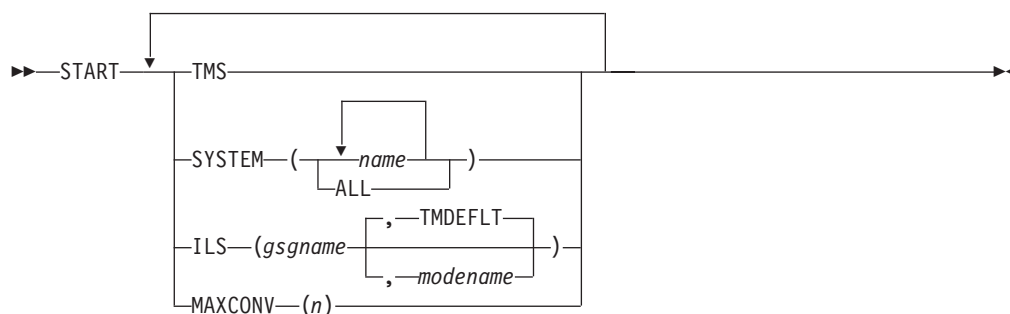 START TMS
SYSTEM ( name )
ALL
, TMDEFLT
ILS (gsgname )
, modename
MAXCONV (n)